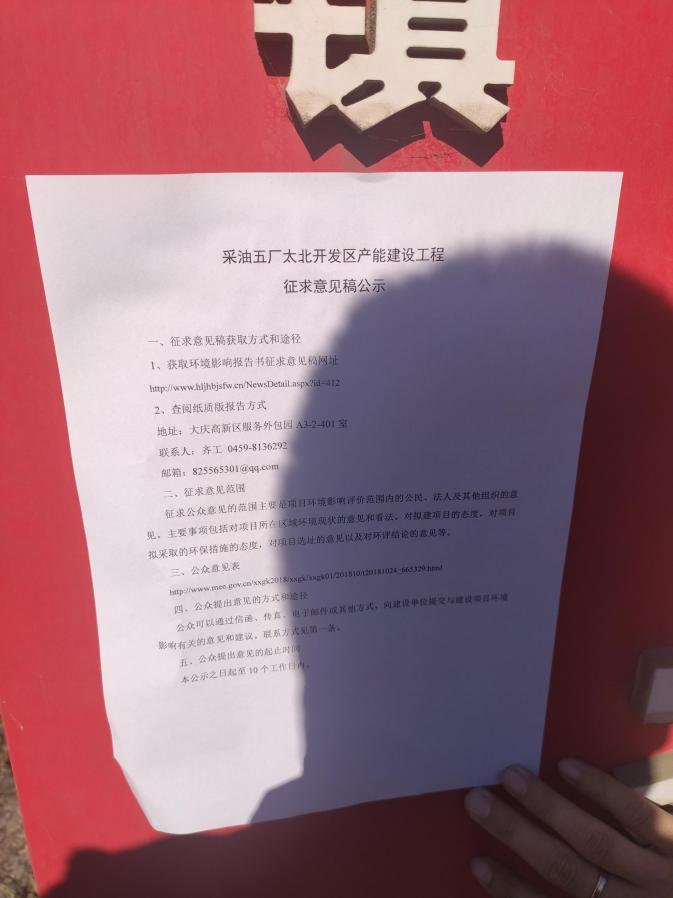 镇
采油五厂太北开发区产能建设工程
征求意见稿公示
一、征求意见稿获取方式和途径
1、获取环境影响报告书征求意见稿网址
http://www.hljhbjsfw.cn/NewsDetail.aspx?id=412
2、查阅纸质版报告方式
地址：大庆高新区服务外包园 A3-2-401 室
联系人：齐工 0459-8136292
邮箱：825565301@qq.com
二、征求意见范围
征求公众意见的范围主要是项目环境影响评价范围内的公民、法人及其他组织的意
见。主要事项包括对项目所在区域环境现状的意见和看法，对拟建项目的态度，对项目
拟采取的环保措施的态度，对项目选址的意见以及对环评结论的意见等。
三、公众意见表
http://www.mee.gov.cn/xxgk2018/xxgk/xxgk01/201810/t20181024_665329.html
四、公众提出意见的方式和途径
公众可以通过信函、传真、电子邮件或其他方式，向建设单位提交与建设项目环境
影响有关的意见和建议。联系方式见第一条。
五、公众提出意见的起止时间
本公示之日起至 10 个工作日内。